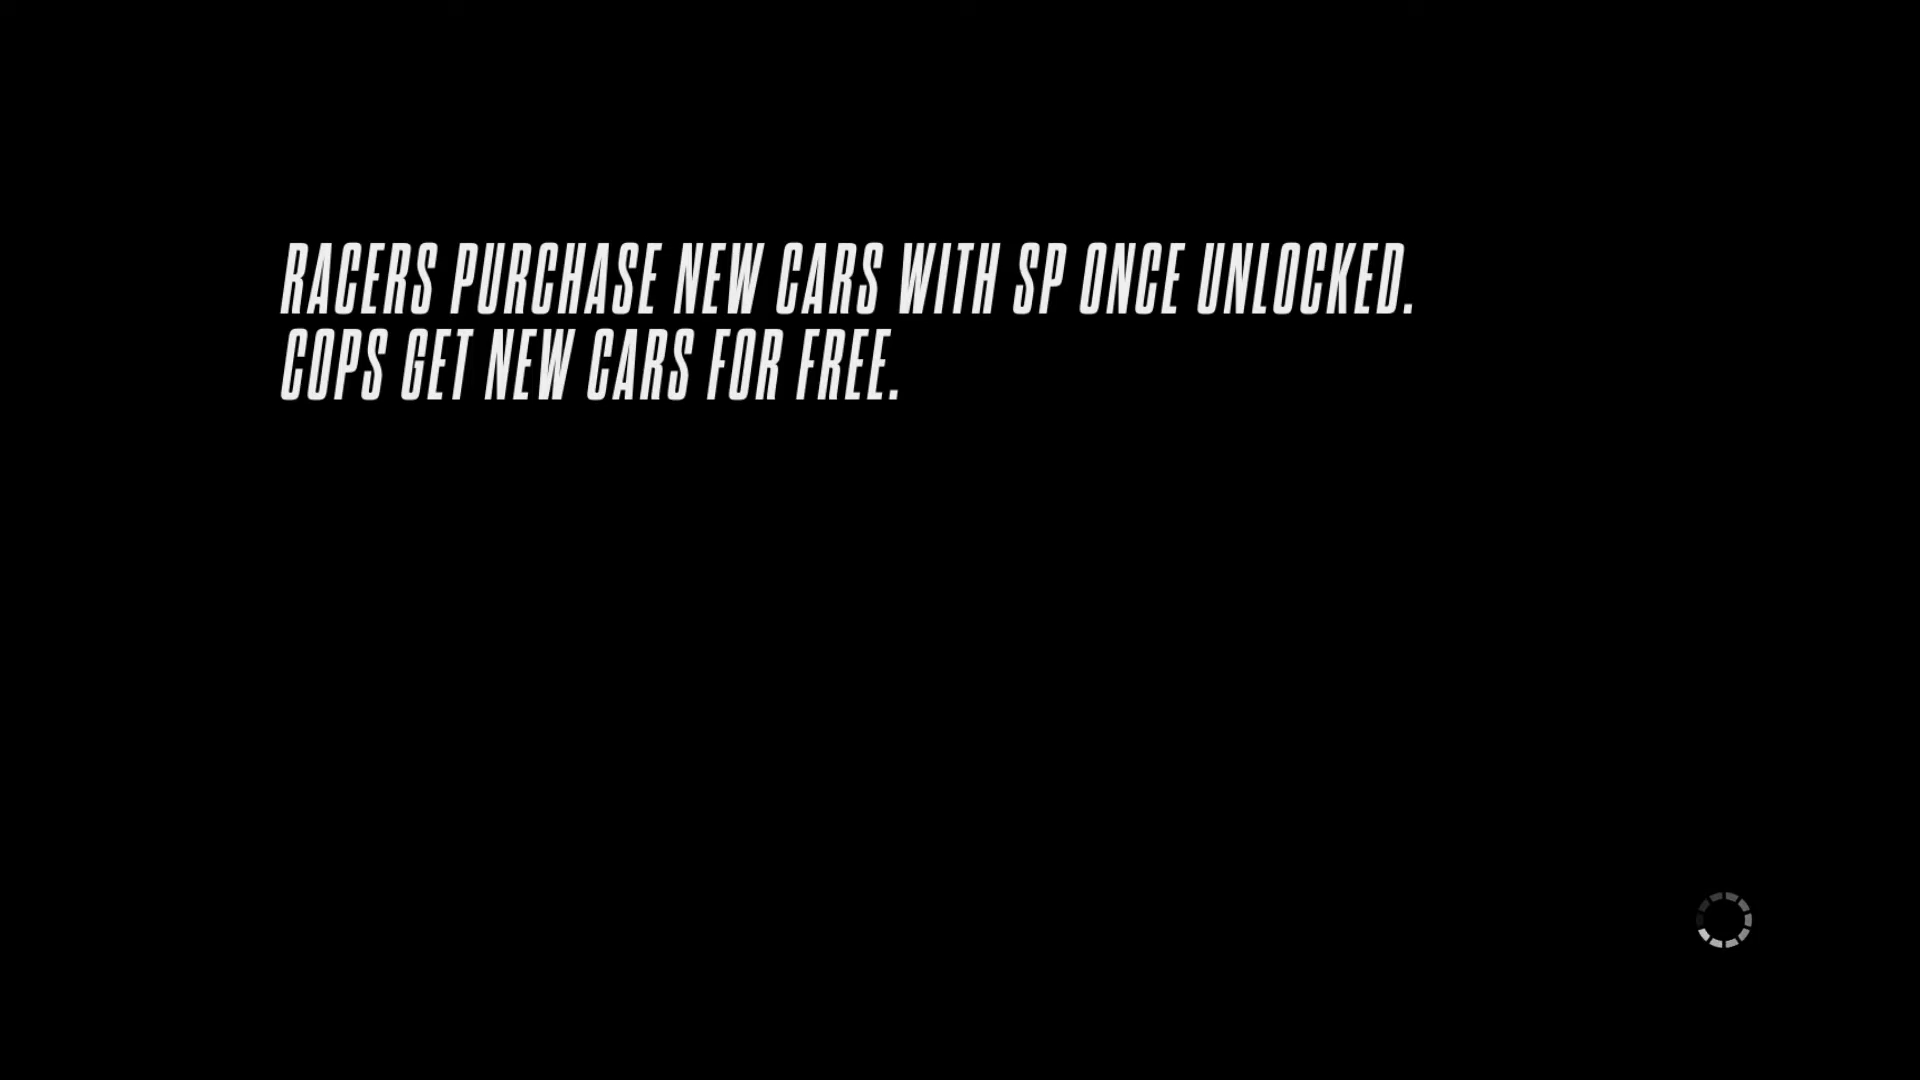 RACERS PURCHASE NEW CARS WITH SP ONCE UNLOCKED.
COPS GET NEW CARS FOR FREE.